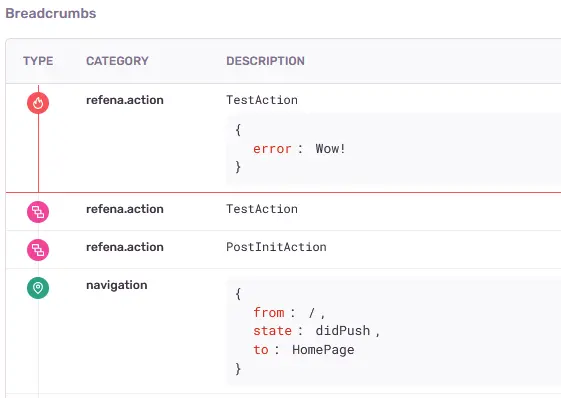 Breadcrumbs
TYPE CATEGORY DESCRIPTION
refena.action TestAction
{
error : Wow!
}
refena.action TestAction
refena.action PostInitAction
navigation {
from : / ,
state : didPush ,
to : HomePage
}